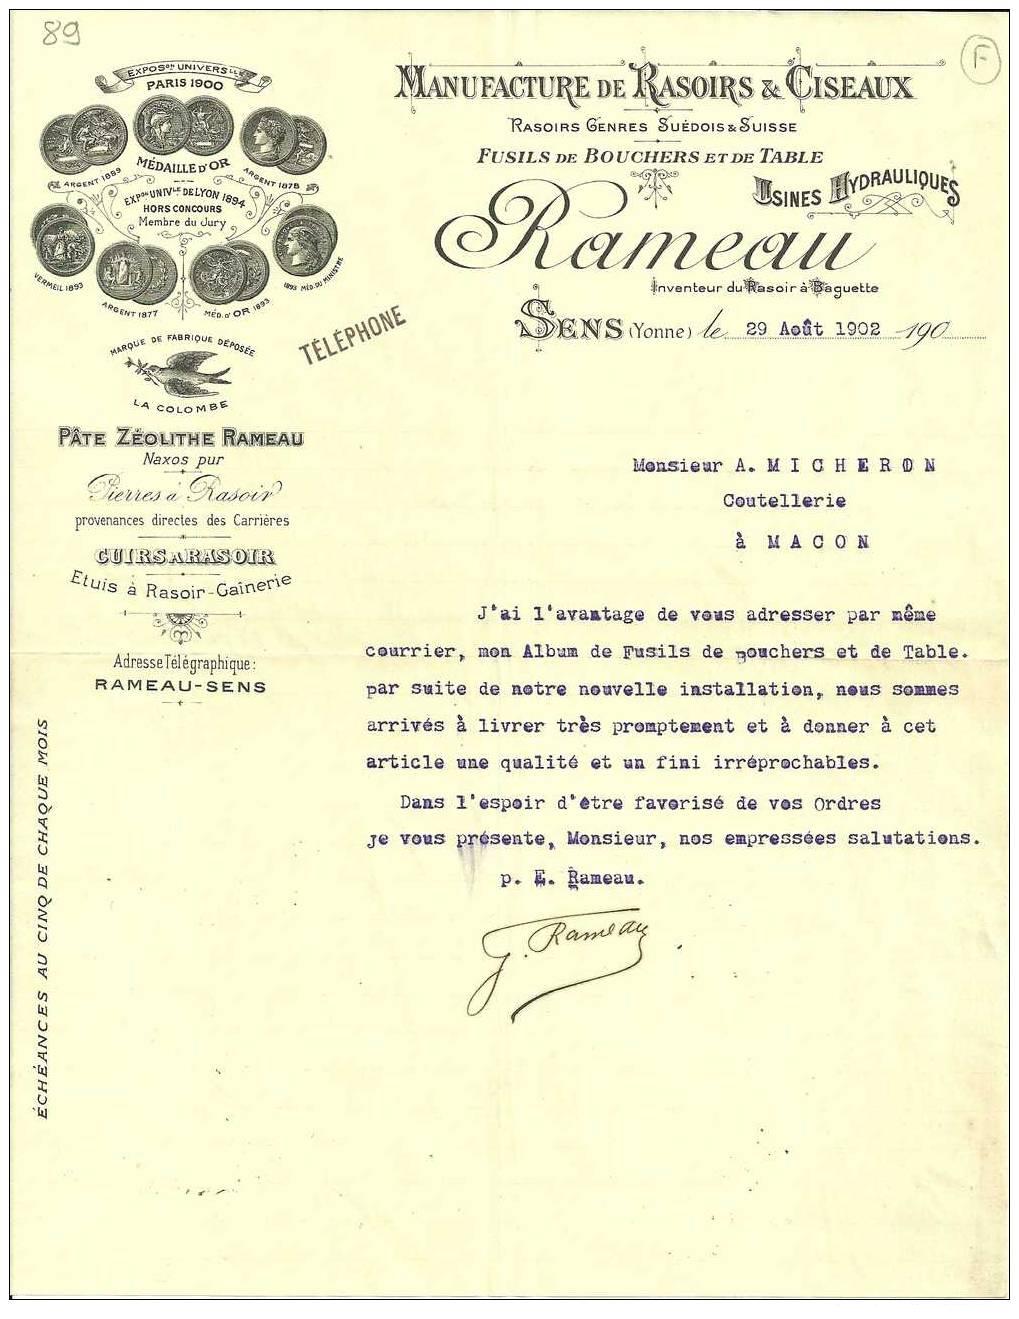 89
F
EXPOSon UNIVERSLLE
PARIS 1900
MÉDAILLE D'OR
ARGENT 1889
ARGENT 1878
EXPon UNIVLE DE LYON 1894
HORS CONCOURS
Membre du Jury
VERMEIL 1893
ARGENT 1877
MÉD. D'OR 1893
1893 MÉD. DU MINISTRE
MARQUE DE FABRIQUE DÉPOSÉE
LA COLOMBE
PÂTE ZÉOLITHE RAMEAU
Naxos pur
Pierres à Rasoir
provenances directes des Carrières
CUIRS A RASOIR
Etuis à Rasoir-Gaînerie
Adresse Télégraphique:
RAMEAU-SENS
ÉCHÉANCES AU CINQ DE CHAQUE MOIS
MANUFACTURE DE RASOIRS & CISEAUX
RASOIRS GENRES SUÉDOIS & SUISSE
FUSILS DE BOUCHERS ET DE TABLE
USINES HYDRAULIQUES
Rameau
Inventeur du Rasoir à Baguette
TÉLÉPHONE
SENS (Yonne) le 29 Août 1902 190
Monsieur A. MICHERON
Coutellerie
à MACON
J'ai l'avantage de vous adresser par même
courrier, mon Album de Fusils de Bouchers et de Table.
par suite de notre nouvelle installation, nous sommes
arrivés à livrer très promptement et à donner à cet
article une qualité et un fini irréprochables.
Dans l'espoir d'être favorisé de vos Ordres
je vous présente, Monsieur, nos empressées salutations.
p. E. Rameau.
G. Rameau